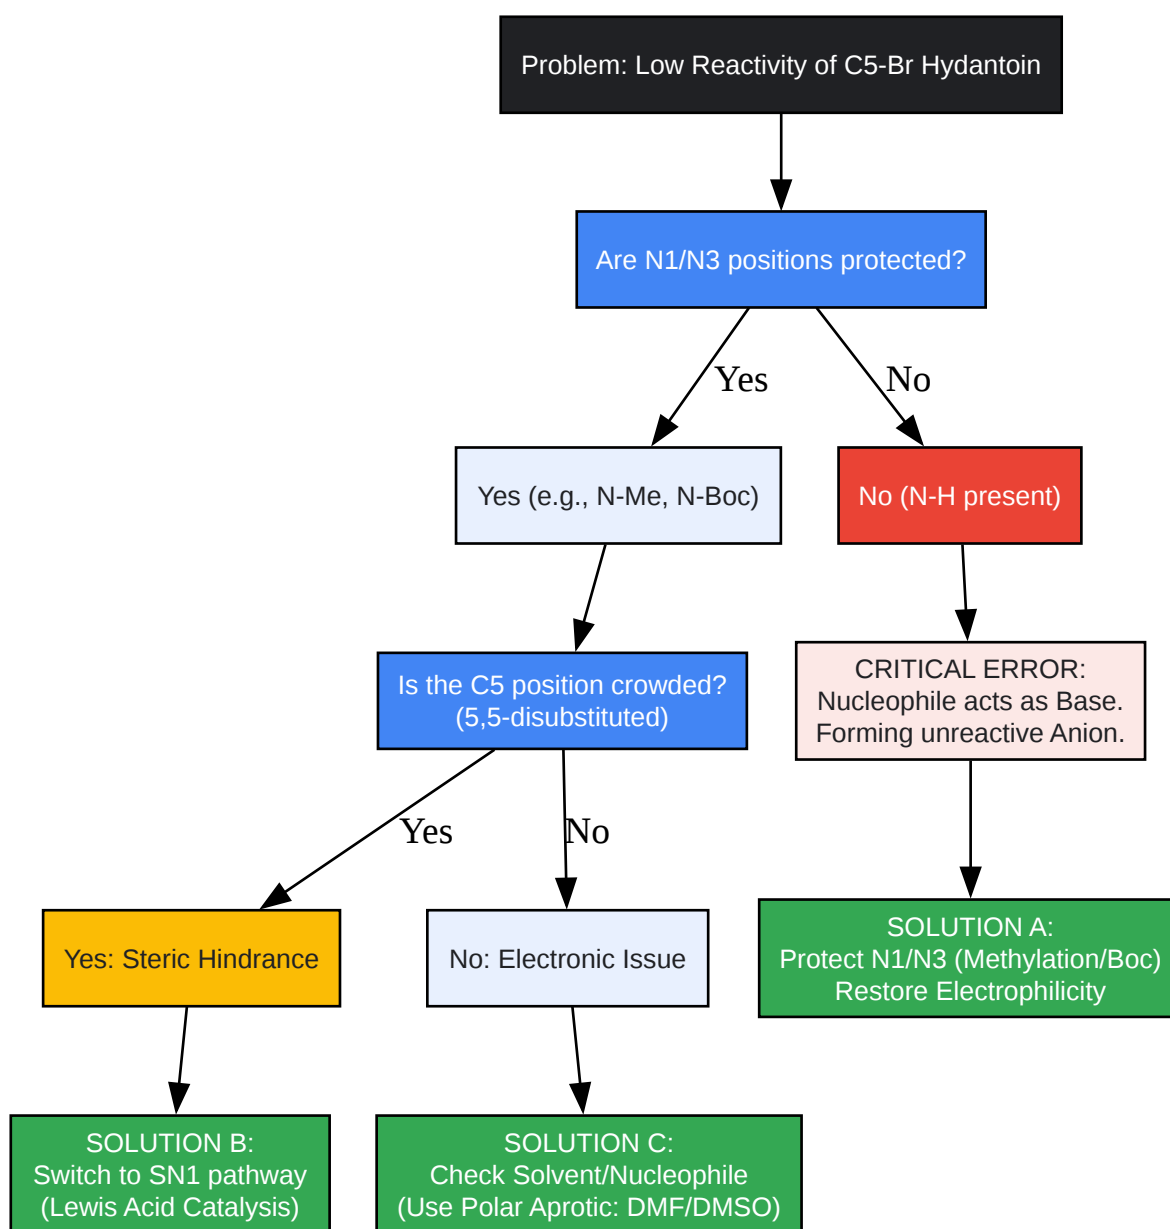 Problem: Low Reactivity of C5-Br Hydantoin
Are N1/N3 positions protected?
Yes
No
Yes (e.g., N-Me, N-Boc)
No (N-H present)
Is the C5 position crowded?
(5,5-disubstituted)
CRITICAL ERROR:
Nucleophile acts as Base.
Forming unreactive Anion.
Yes
No
Yes: Steric Hindrance
No: Electronic Issue
SOLUTION A:
Protect N1/N3 (Methylation/Boc)
Restore Electrophilicity
SOLUTION B:
Switch to SN1 pathway
(Lewis Acid Catalysis)
SOLUTION C:
Check Solvent/Nucleophile
(Use Polar Aprotic: DMF/DMSO)